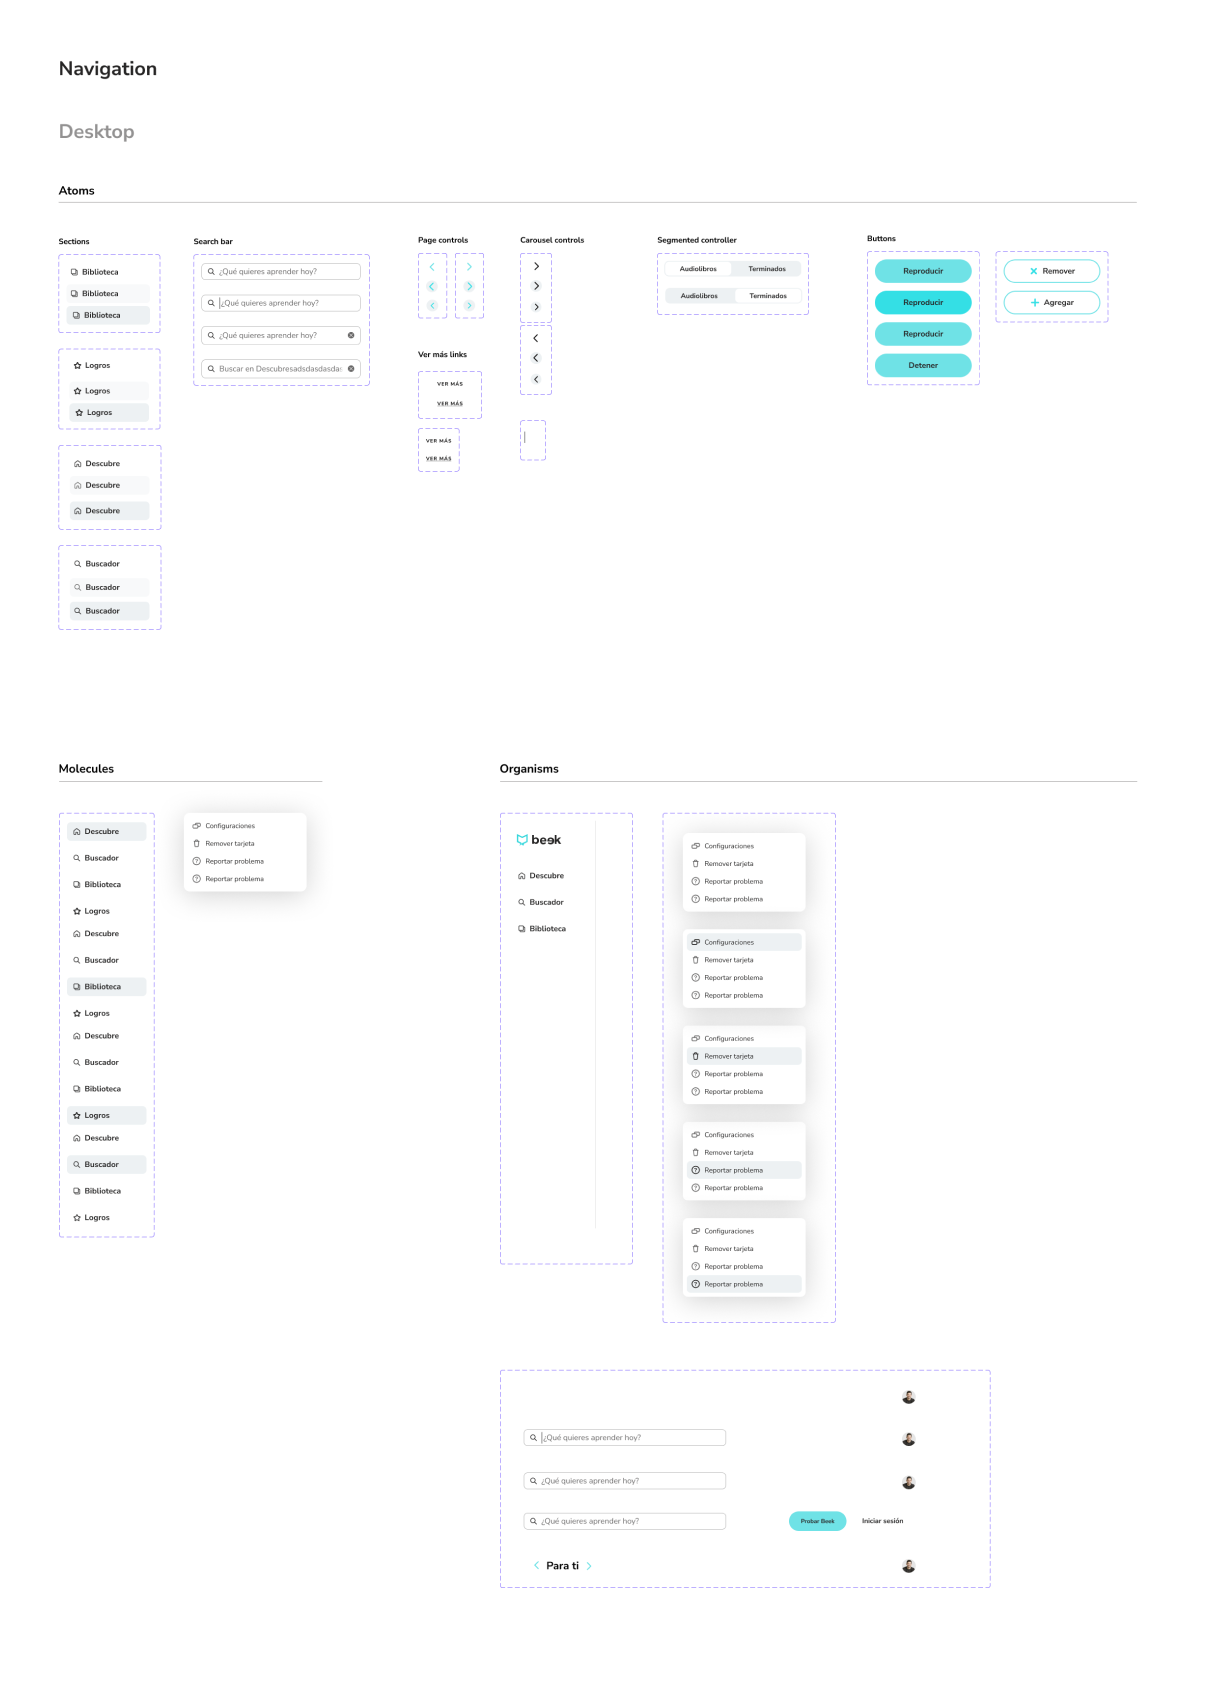 Navigation
Desktop
Atoms
Sections
Biblioteca
Biblioteca
Biblioteca
Logros
Logros
Logros
Descubre
Descubre
Descubre
Buscador
Buscador
Buscador
Search bar
¿Qué quieres aprender hoy?
¿Qué quieres aprender hoy?
¿Qué quieres aprender hoy?
Buscar en Descubresadsdasdasda
Page controls
Ver más links
VER MÁS
VER MÁS
VER MÁS
VER MÁS
Carousel controls
Segmented controller
Audiolibros Terminados
Audiolibros Terminados
Buttons
Reproducir
Reproducir
Reproducir
Detener
Remover
Agregar
Molecules
Descubre
Buscador
Biblioteca
Logros
Descubre
Buscador
Biblioteca
Logros
Descubre
Buscador
Biblioteca
Logros
Descubre
Buscador
Biblioteca
Logros
Configuraciones
Remover tarjeta
Reportar problema
Reportar problema
Organisms
beek
Descubre
Buscador
Biblioteca
Configuraciones
Remover tarjeta
Reportar problema
Reportar problema
Configuraciones
Remover tarjeta
Reportar problema
Reportar problema
Configuraciones
Remover tarjeta
Reportar problema
Reportar problema
Configuraciones
Remover tarjeta
Reportar problema
Reportar problema
Configuraciones
Remover tarjeta
Reportar problema
Reportar problema
¿Qué quieres aprender hoy?
¿Qué quieres aprender hoy?
¿Qué quieres aprender hoy? Probar Beek Iniciar sesión
Para ti